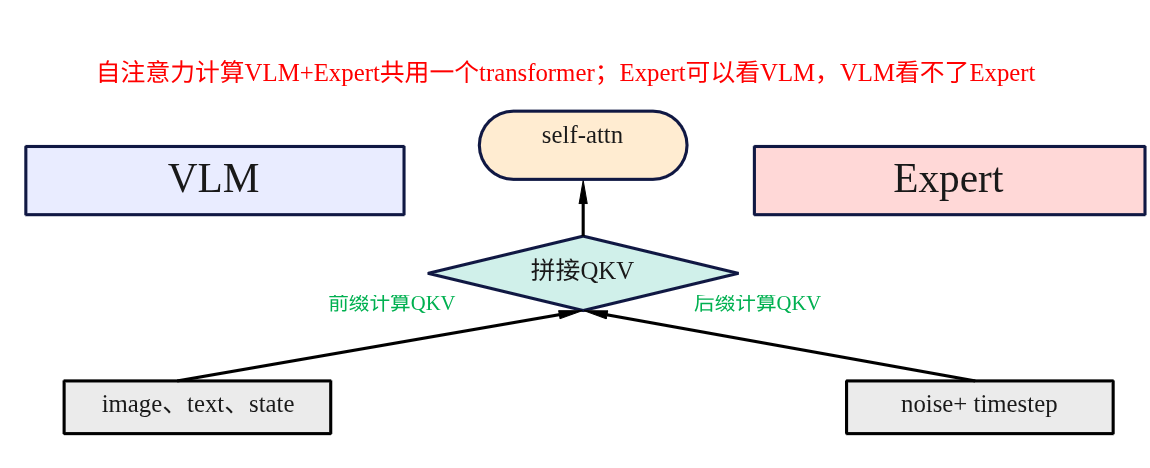 自注意力计算VLM+Expert共用一个transformer；Expert可以看VLM，VLM看不了Expert
self-attn
VLM
Expert
拼接QKV
前缀计算QKV
后缀计算QKV
image、text、state
noise+ timestep